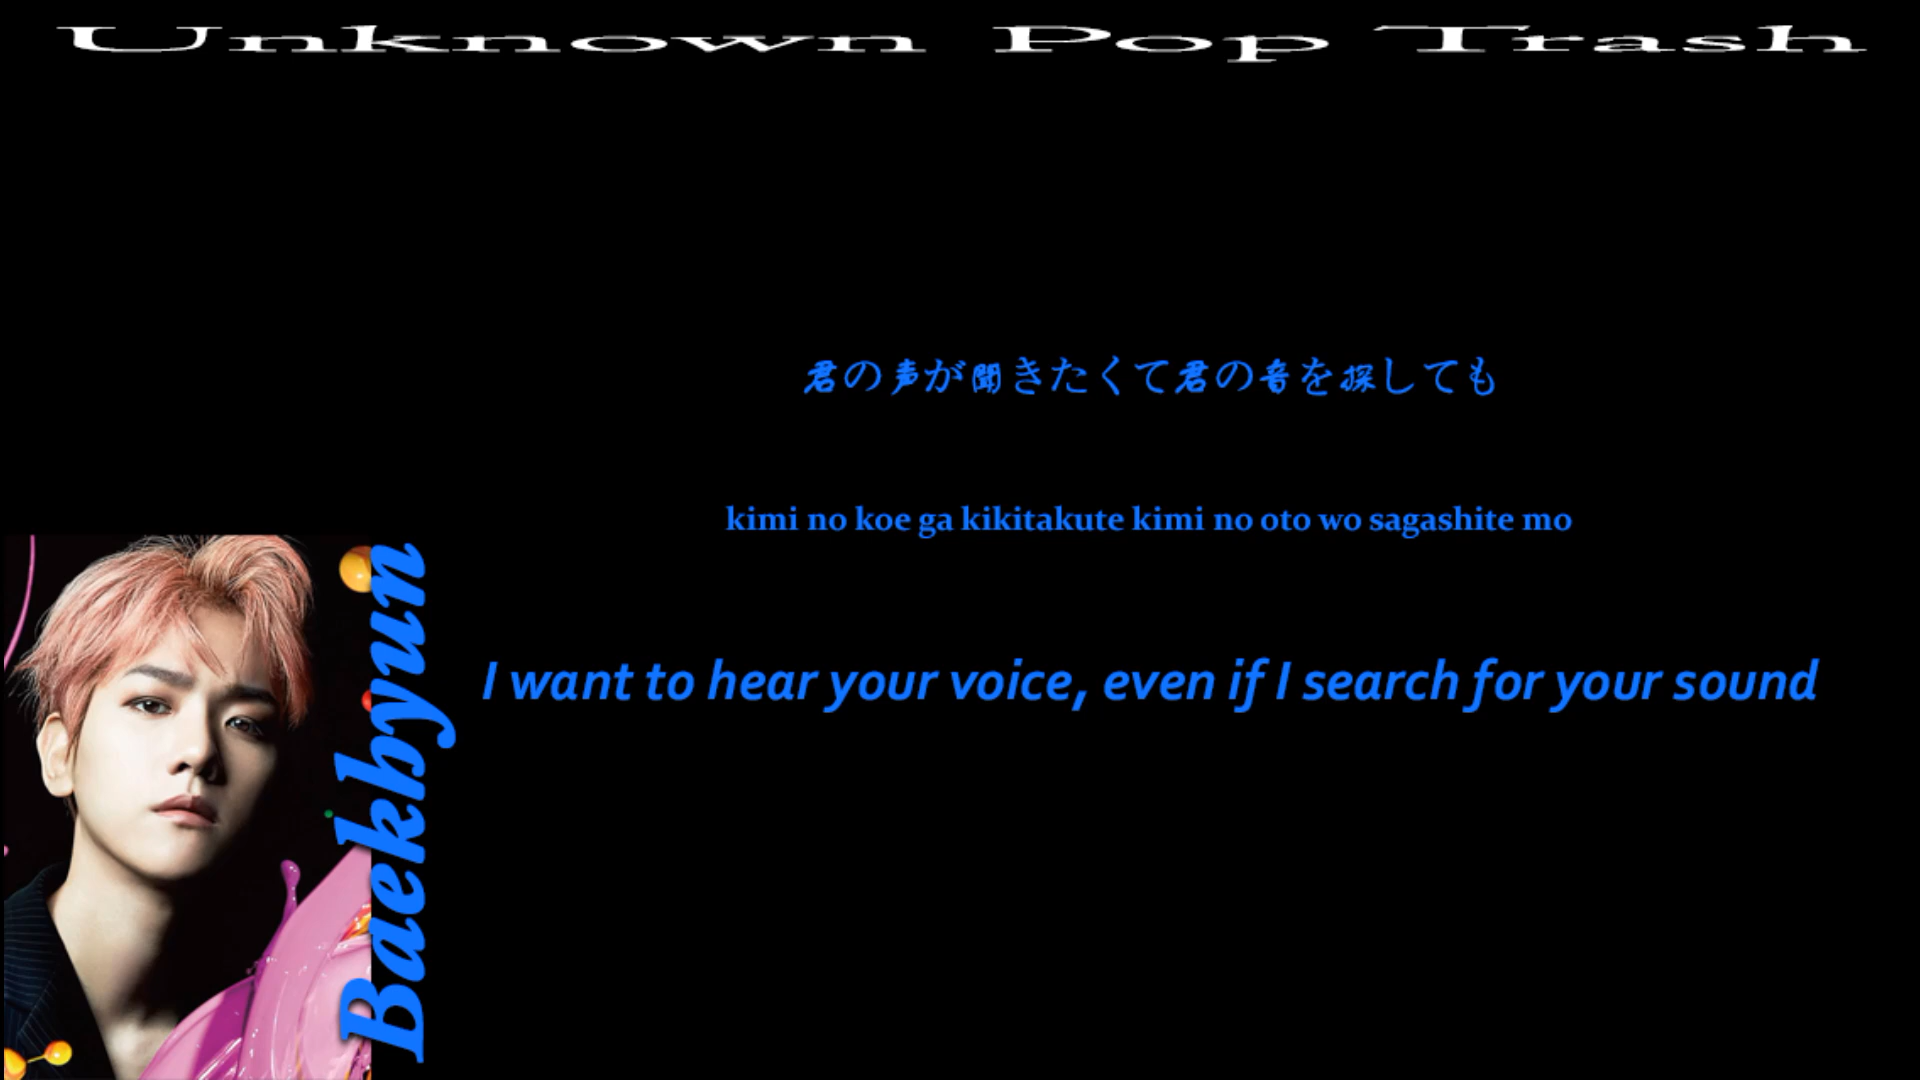 Unknown Pop Trash
君の声が聞きたくて君の音を探しても
kimi no koe ga kikitakute kimi no oto wo sagashite mo
I want to hear your voice, even if I search for your sound
Baekhyun